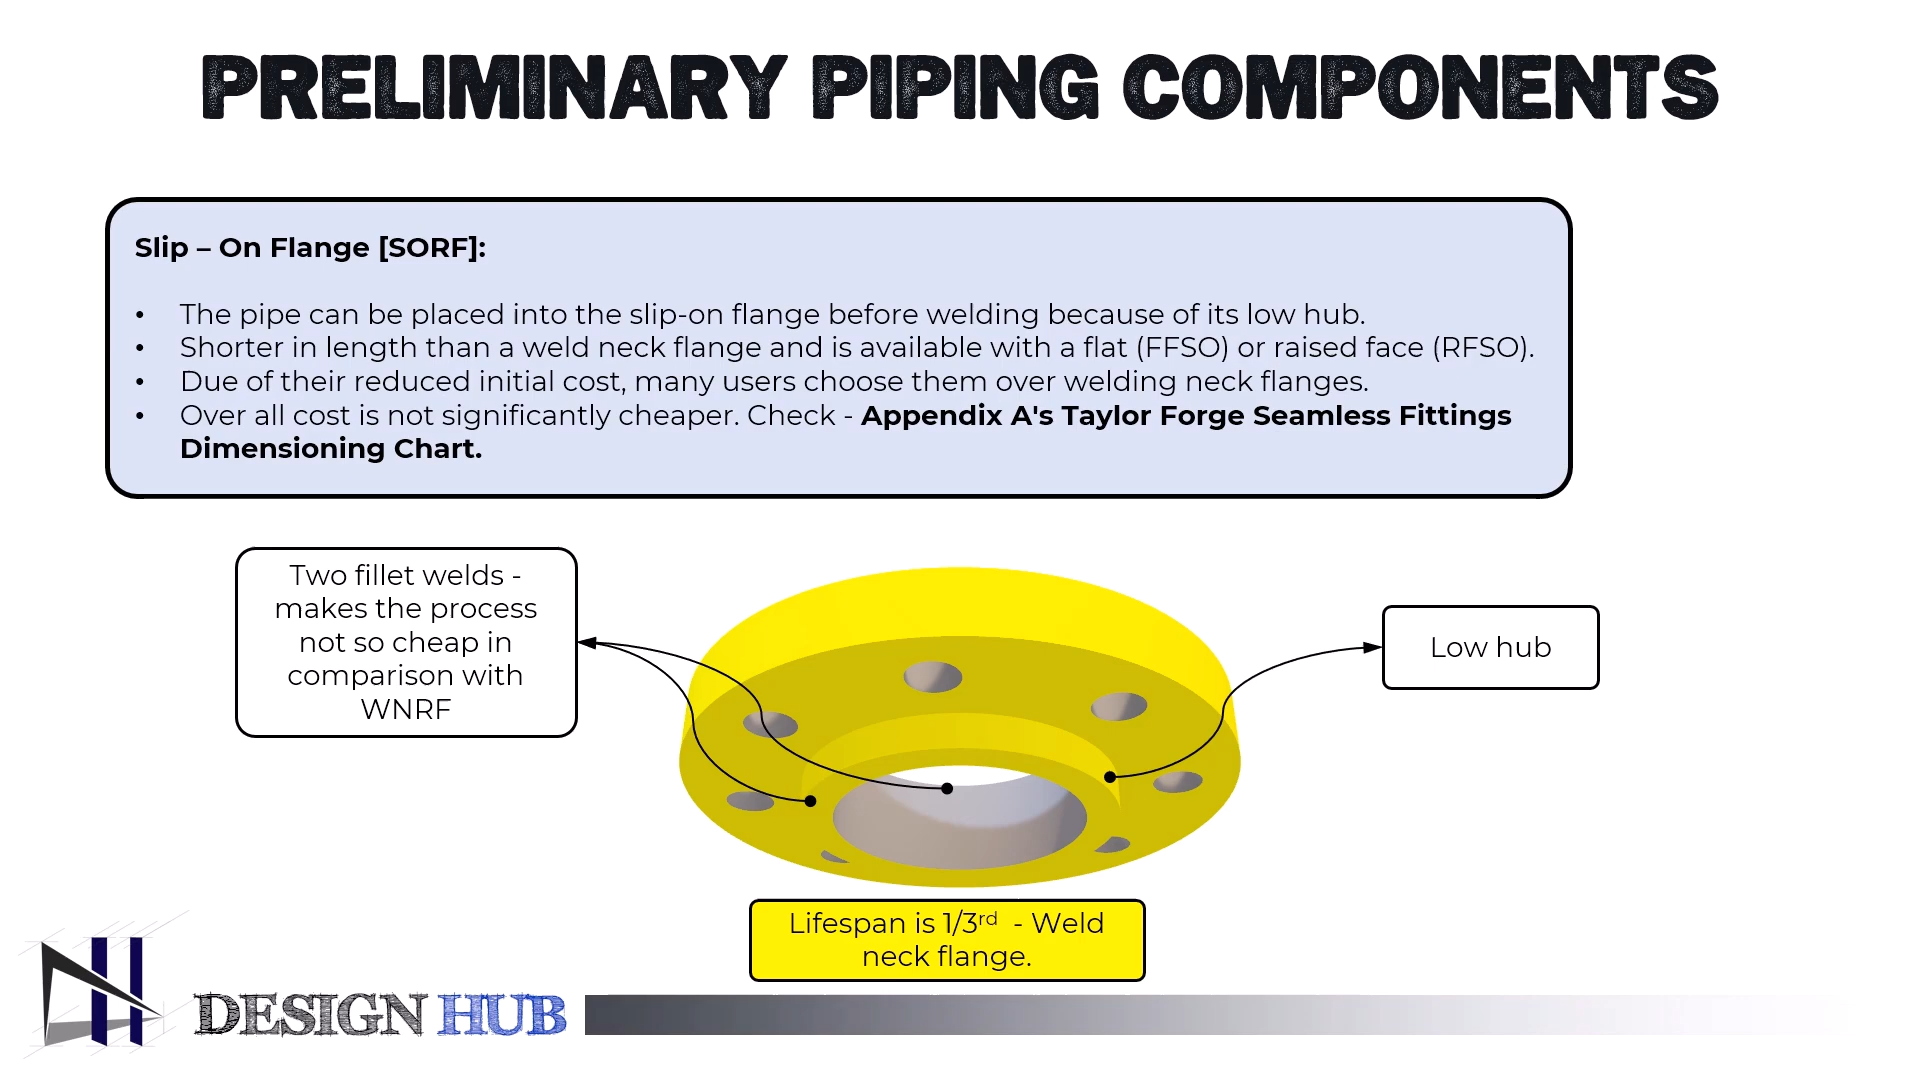 PRELIMINARY PIPING COMPONENTS
Slip – On Flange [SORF]:
• The pipe can be placed into the slip-on flange before welding because of its low hub.
• Shorter in length than a weld neck flange and is available with a flat (FFSO) or raised face (RFSO).
• Due of their reduced initial cost, many users choose them over welding neck flanges.
• Over all cost is not significantly cheaper. Check - Appendix A's Taylor Forge Seamless Fittings
Dimensioning Chart.
Two fillet welds -
makes the process
not so cheap in
comparison with
WNRF
Low hub
Lifespan is 1/3rd - Weld
neck flange.
DESIGN HUB